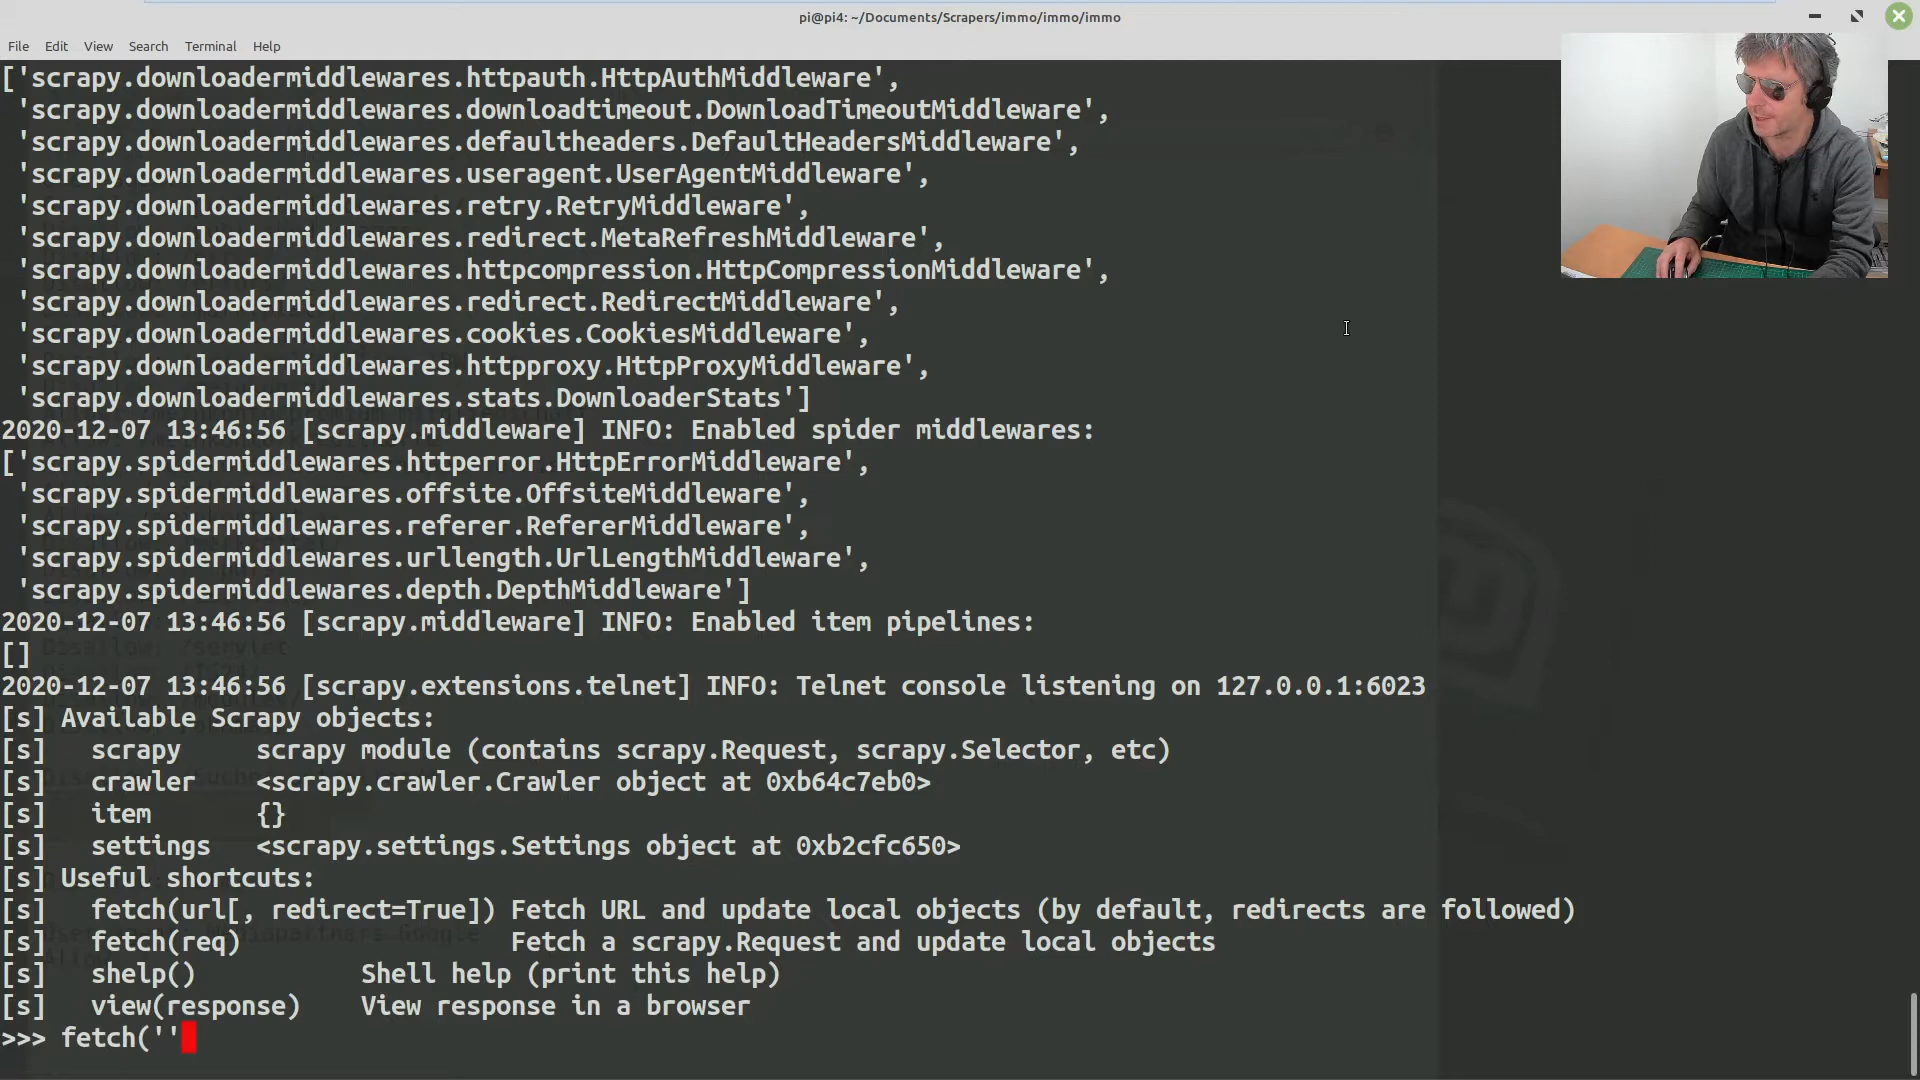 pi@pi4: ~/Documents/Scrapers/immo/immo/immo
File Edit View Search Terminal Help
['scrapy.downloadermiddlewares.httpauth.HttpAuthMiddleware',
 'scrapy.downloadermiddlewares.downloadtimeout.DownloadTimeoutMiddleware',
 'scrapy.downloadermiddlewares.defaultheaders.DefaultHeadersMiddleware',
 'scrapy.downloadermiddlewares.useragent.UserAgentMiddleware',
 'scrapy.downloadermiddlewares.retry.RetryMiddleware',
 'scrapy.downloadermiddlewares.redirect.MetaRefreshMiddleware',
 'scrapy.downloadermiddlewares.httpcompression.HttpCompressionMiddleware',
 'scrapy.downloadermiddlewares.redirect.RedirectMiddleware',
 'scrapy.downloadermiddlewares.cookies.CookiesMiddleware',
 'scrapy.downloadermiddlewares.httpproxy.HttpProxyMiddleware',
 'scrapy.downloadermiddlewares.stats.DownloaderStats']
2020-12-07 13:46:56 [scrapy.middleware] INFO: Enabled spider middlewares:
['scrapy.spidermiddlewares.httperror.HttpErrorMiddleware',
 'scrapy.spidermiddlewares.offsite.OffsiteMiddleware',
 'scrapy.spidermiddlewares.referer.RefererMiddleware',
 'scrapy.spidermiddlewares.urllength.UrlLengthMiddleware',
 'scrapy.spidermiddlewares.depth.DepthMiddleware']
2020-12-07 13:46:56 [scrapy.middleware] INFO: Enabled item pipelines:
[]
2020-12-07 13:46:56 [scrapy.extensions.telnet] INFO: Telnet console listening on 127.0.0.1:6023
[s] Available Scrapy objects:
[s]   scrapy     scrapy module (contains scrapy.Request, scrapy.Selector, etc)
[s]   crawler    <scrapy.crawler.Crawler object at 0xb64c7eb0>
[s]   item       {}
[s]   settings   <scrapy.settings.Settings object at 0xb2cfc650>
[s] Useful shortcuts:
[s]   fetch(url[, redirect=True]) Fetch URL and update local objects (by default, redirects are followed)
[s]   fetch(req)                  Fetch a scrapy.Request and update local objects
[s]   shelp()           Shell help (print this help)
[s]   view(response)    View response in a browser
>>> fetch(''